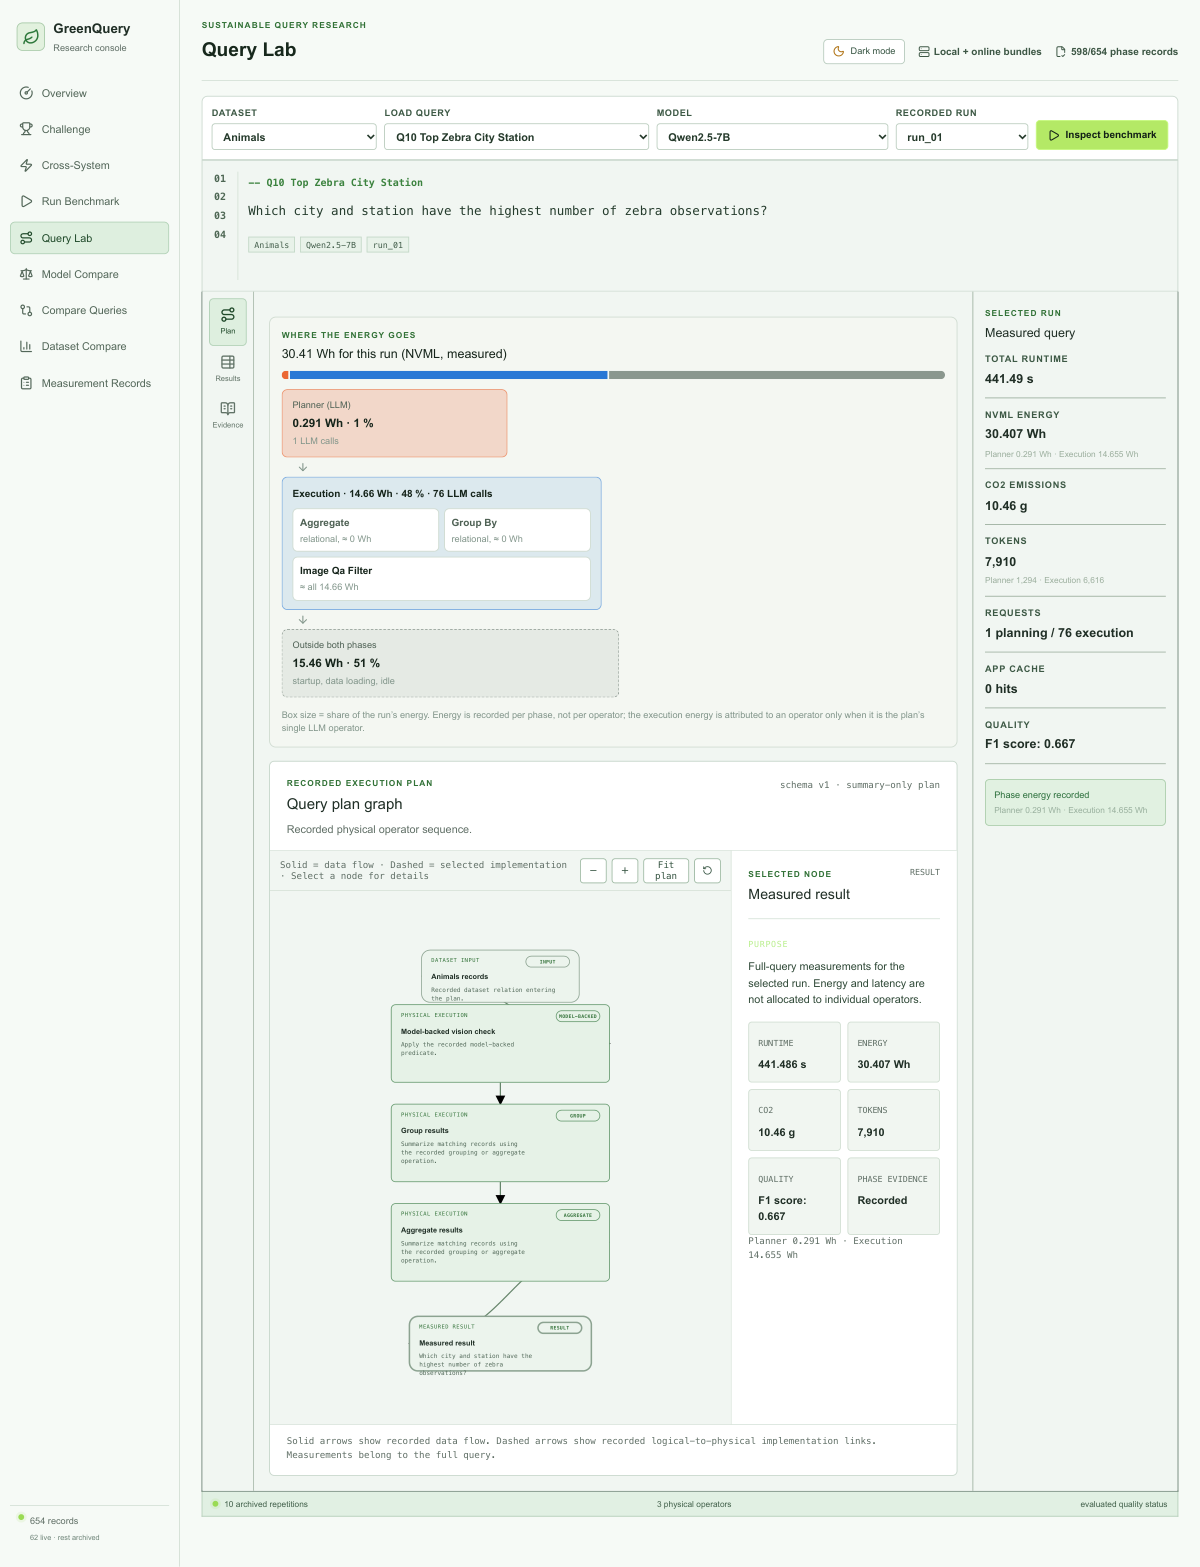 GreenQuery
Research console
Overview
Challenge
Cross-System
Run Benchmark
Query Lab
Model Compare
Compare Queries
Dataset Compare
Measurement Records
654 records
62 live · rest archived
SUSTAINABLE QUERY RESEARCH
Query Lab
Dark mode
Local + online bundles
598/654 phase records
DATASET
LOAD QUERY
MODEL
RECORDED RUN
Animals
Q10 Top Zebra City Station
Qwen2.5-7B
run_01
Inspect benchmark
01
02
03
04
-- Q10 Top Zebra City Station
Which city and station have the highest number of zebra observations?
Animals
Qwen2.5-7B
run_01
Plan
Results
Evidence
WHERE THE ENERGY GOES
30.41 Wh for this run (NVML, measured)
Planner (LLM)
0.291 Wh · 1 %
1 LLM calls
Execution · 14.66 Wh · 48 % · 76 LLM calls
Aggregate
relational, ≈ 0 Wh
Group By
relational, ≈ 0 Wh
Image Qa Filter
≈ all 14.66 Wh
Outside both phases
15.46 Wh · 51 %
startup, data loading, idle
Box size = share of the run's energy. Energy is recorded per phase, not per operator; the execution energy is attributed to an operator only when it is the plan's
single LLM operator.
RECORDED EXECUTION PLAN
Query plan graph
Recorded physical operator sequence.
schema v1 · summary-only plan
Solid = data flow · Dashed = selected implementation
· Select a node for details
−
+
Fit
plan
DATASET INPUT
INPUT
Animals records
Recorded dataset relation entering
the plan.
PHYSICAL EXECUTION
MODEL-BACKED
Model-backed vision check
Apply the recorded model-backed
predicate.
PHYSICAL EXECUTION
GROUP
Group results
Summarize matching records using
the recorded grouping or aggregate
operation.
PHYSICAL EXECUTION
AGGREGATE
Aggregate results
Summarize matching records using
the recorded grouping or aggregate
operation.
MEASURED RESULT
RESULT
Measured result
Which city and station have the
highest number of zebra
observations?
SELECTED NODE
RESULT
Measured result
PURPOSE
Full-query measurements for the
selected run. Energy and latency are
not allocated to individual operators.
RUNTIME
441.486 s
ENERGY
30.407 Wh
CO2
10.46 g
TOKENS
7,910
QUALITY
F1 score:
0.667
PHASE EVIDENCE
Recorded
Planner 0.291 Wh · Execution
14.655 Wh
Solid arrows show recorded data flow. Dashed arrows show recorded logical-to-physical implementation links.
Measurements belong to the full query.
SELECTED RUN
Measured query
TOTAL RUNTIME
441.49 s
NVML ENERGY
30.407 Wh
Planner 0.291 Wh · Execution 14.655 Wh
CO2 EMISSIONS
10.46 g
TOKENS
7,910
Planner 1,294 · Execution 6,616
REQUESTS
1 planning / 76 execution
APP CACHE
0 hits
QUALITY
F1 score: 0.667
Phase energy recorded
Planner 0.291 Wh · Execution 14.655 Wh
10 archived repetitions
3 physical operators
evaluated quality status